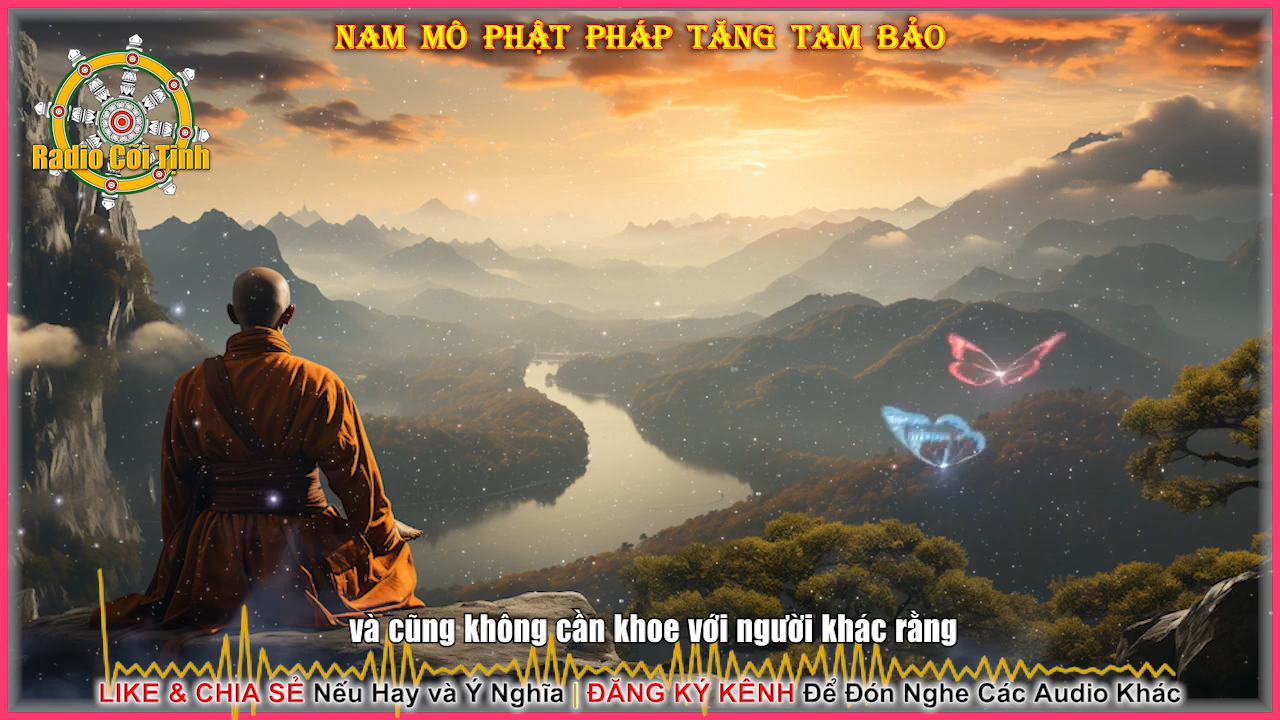 NAM MÔ PHẬT PHÁP TĂNG TAM BẢO
Radio Cõi Tịnh
và cũng không cần khoe với người khác rằng
LIKE & CHIA SẺ Nếu Hay và Ý Nghĩa | ĐĂNG KÝ KÊNH Để Đón Nghe Các Audio Khác